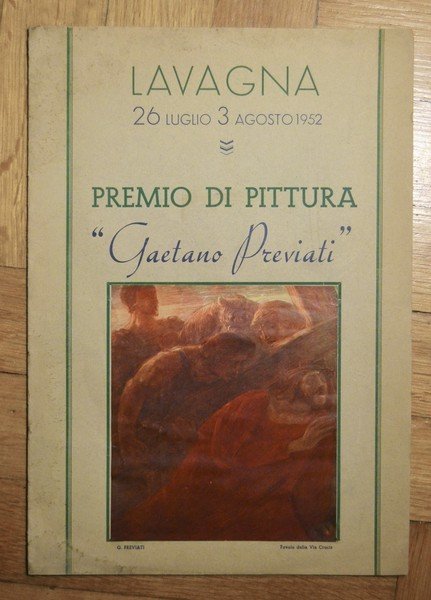 LAVAGNA
26 LUGLIO 3 AGOSTO 1952
PREMIO DI PITTURA
“Gaetano Previati”
G. PREVIATI Tavola della Via Crucis